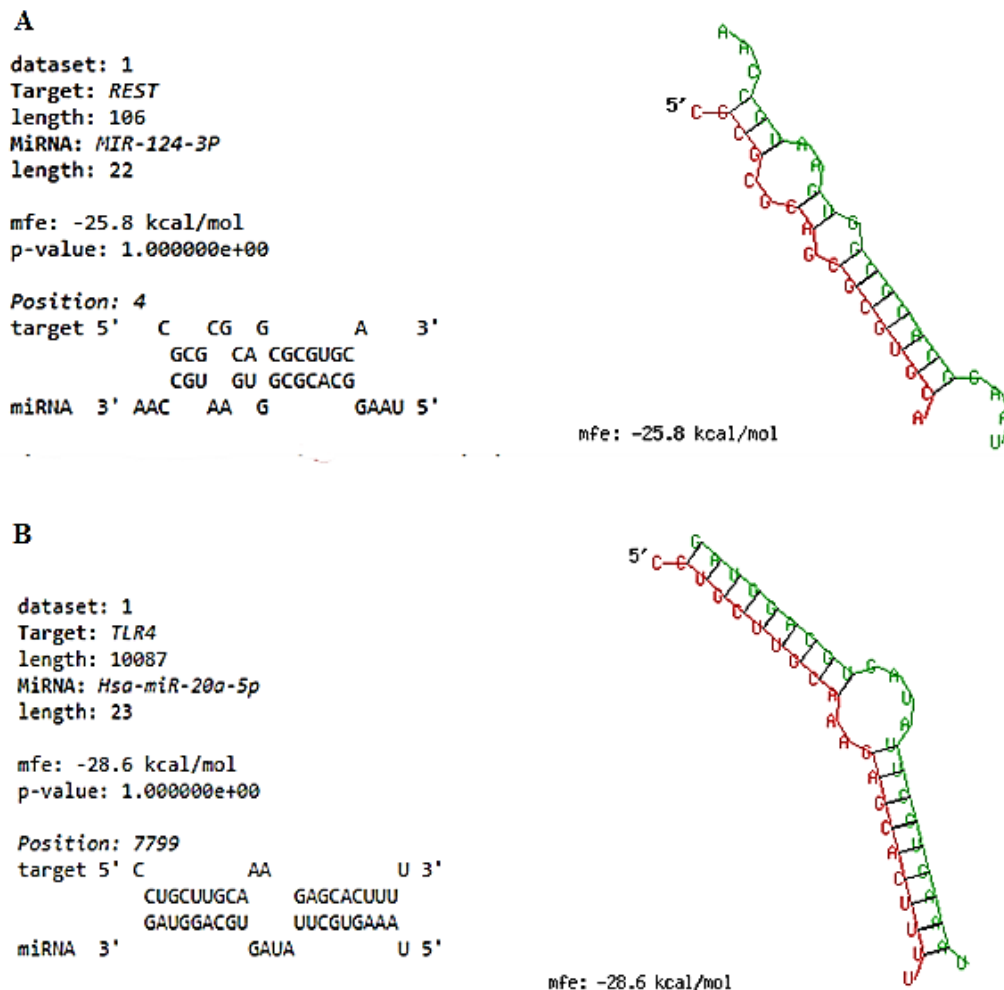 A
dataset: 1
Target: REST
length: 106
MiRNA: MIR-124-3P
length: 22
mfe: -25.8 kcal/mol
p-value: 1.000000e+00
Position: 4
target 5' C CG G A 3'
GCG CA CGCGUGC
CGU GU GCGCACG
miRNA 3' AAC AA G GAAU 5'
5'
mfe: -25.8 kcal/mol
B
dataset: 1
Target: TLR4
length: 10087
MiRNA: Hsa-miR-20a-5p
length: 23
mfe: -28.6 kcal/mol
p-value: 1.000000e+00
Position: 7799
target 5' C AA U 3'
CUGCUUGCA GAGCACUUU
GAUGGACGU UUCGUGAAA
miRNA 3' GAUA U 5'
5'
mfe: -28.6 kcal/mol